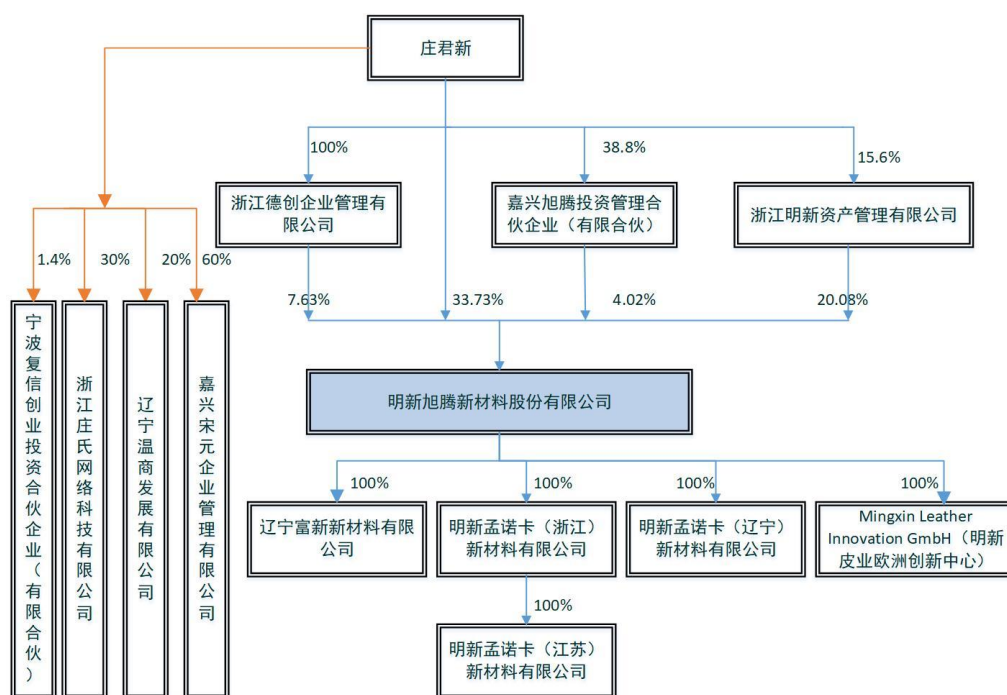 庄君新
100%
38.8%
15.6%
浙江德创企业管理有
限公司
嘉兴旭腾投资管理合
伙企业（有限合伙）
浙江明新资产管理有限公司
1.4%
30%
20%
60%
7.63%
33.73%
4.02%
20.08%
宁波复信创业投资合伙企业（有限合伙）
浙江庄氏网络科技有限公司
辽宁温商发展有限公司
嘉兴宋元企业管理有限公司
明新旭腾新材料股份有限公司
100%
100%
100%
100%
辽宁富新新材料有限
公司
明新孟诺卡（浙江）
新材料有限公司
明新孟诺卡（辽宁）
新材料有限公司
Mingxin Leather
Innovation GmbH（明新
皮业欧洲创新中心）
100%
明新孟诺卡（江苏）
新材料有限公司